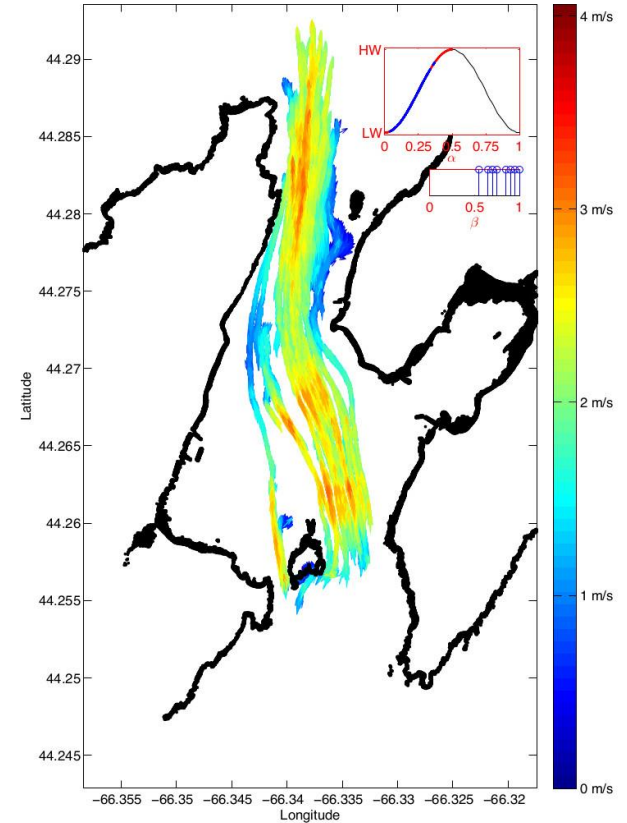 4 m/s
3 m/s
2 m/s
1 m/s
0 m/s
HW
LW
0 0.25 0.5 0.75 1
α
0 0.5 1
β
44.29
44.285
44.28
44.275
44.27
44.265
44.26
44.255
44.25
44.245
Latitude
−66.355 −66.35 −66.345 −66.34 −66.335 −66.33 −66.325 −66.32
Longitude